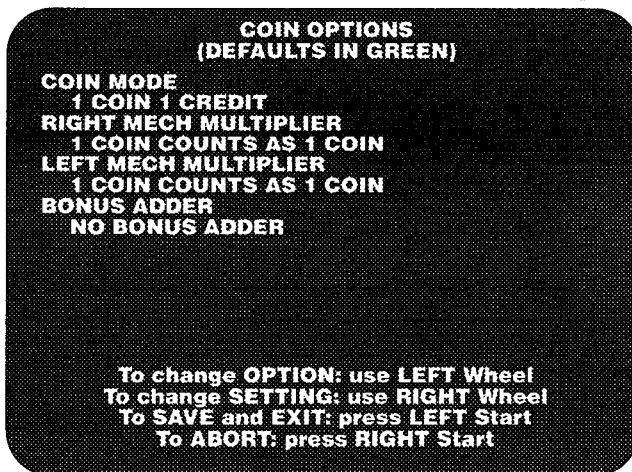 COIN OPTIONS
(DEFAULTS IN GREEN)
COIN MODE
1 COIN 1 CREDIT
RIGHT MECH MULTIPLIER
1 COIN COUNTS AS 1 COIN
LEFT MECH MULTIPLIER
1 COIN COUNTS AS 1 COIN
BONUS ADDER
NO BONUS ADDER
To change OPTION: use LEFT Wheel
To change SETTING: use RIGHT Wheel
To SAVE and EXIT: press LEFT Start
To ABORT: press RIGHT Start